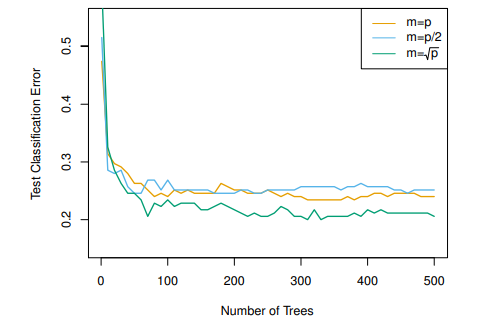 m=p
m=p/2
m=√p
Test Classification Error
0.5
0.4
0.3
0.2
0
100
200
300
400
500
Number of Trees